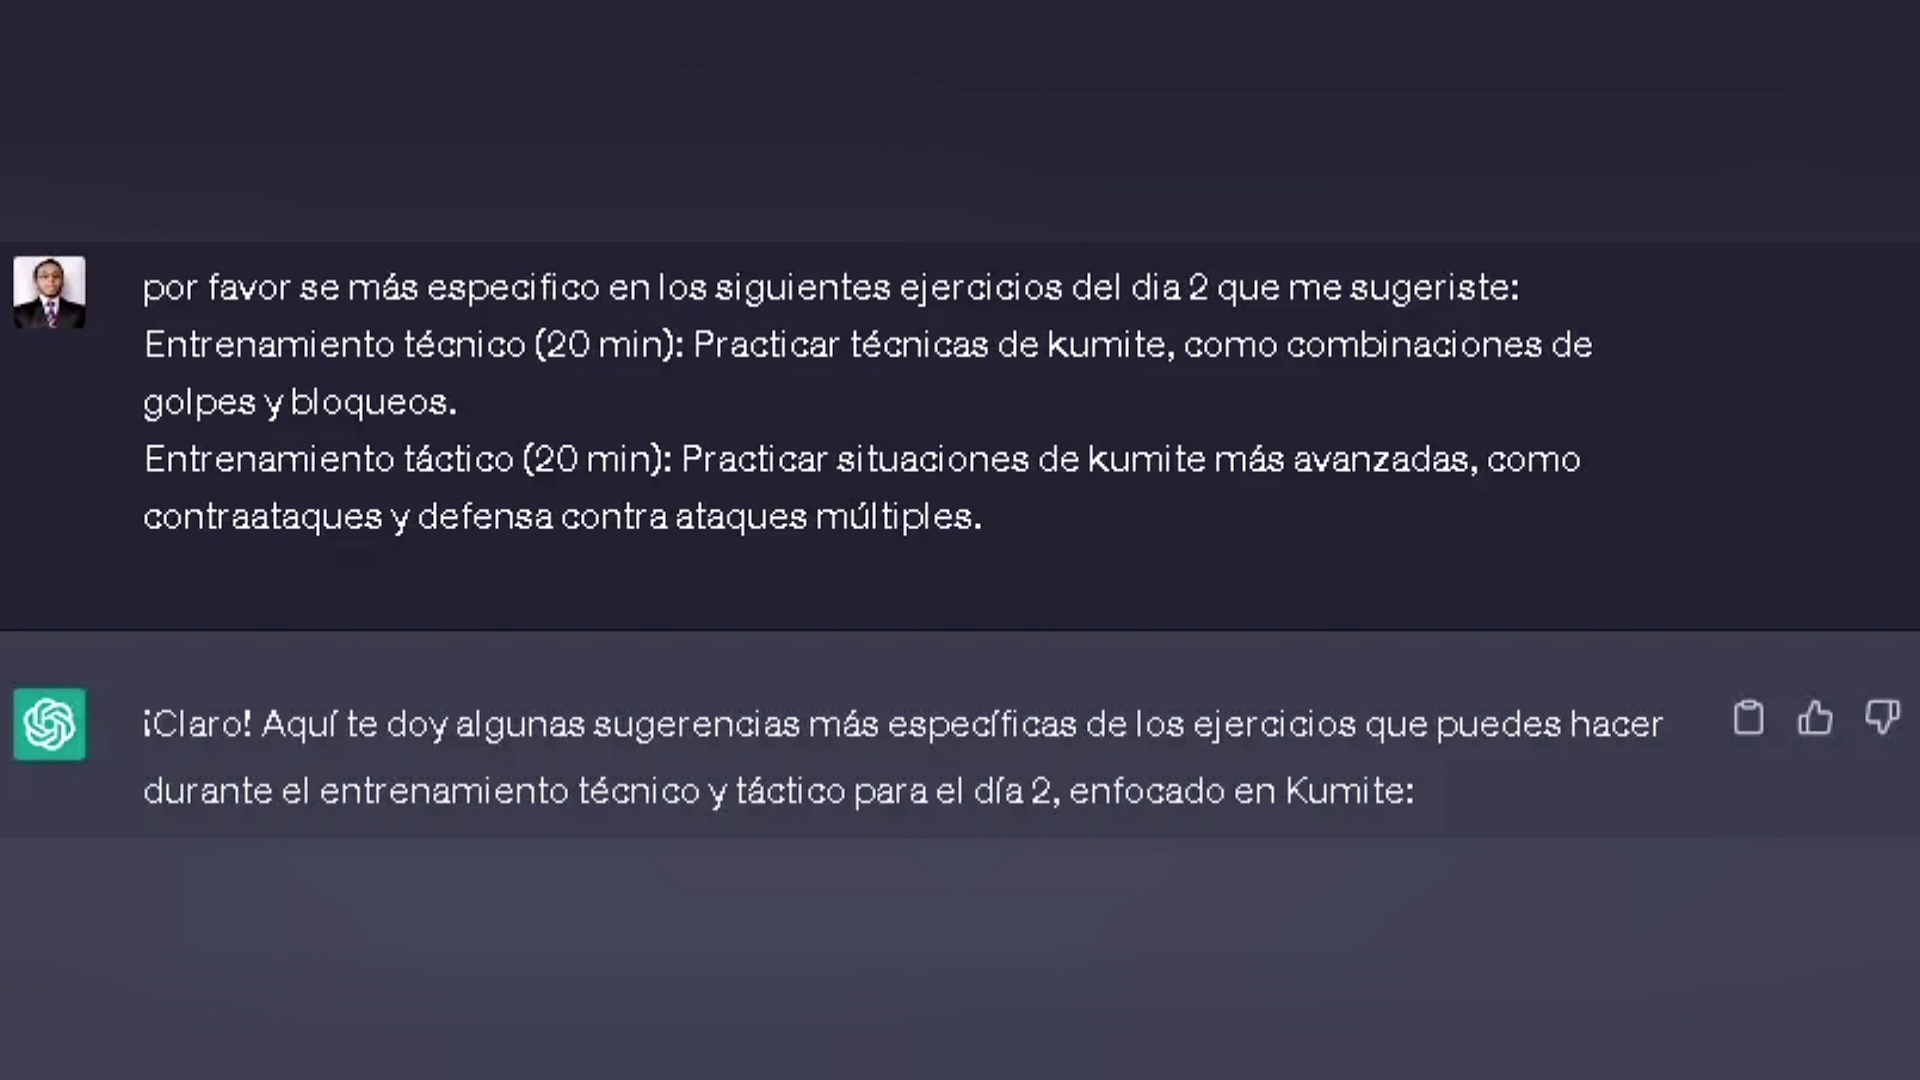 por favor se más especifico en los siguientes ejercicios del dia 2 que me sugeriste:
Entrenamiento técnico (20 min): Practicar técnicas de kumite, como combinaciones de
golpes y bloqueos.
Entrenamiento táctico (20 min): Practicar situaciones de kumite más avanzadas, como
contraataques y defensa contra ataques múltiples.
¡Claro! Aquí te doy algunas sugerencias más específicas de los ejercicios que puedes hacer
durante el entrenamiento técnico y táctico para el día 2, enfocado en Kumite: